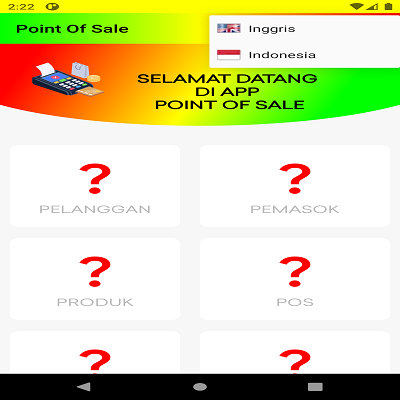 2:22
Point Of Sale
Inggris
Indonesia
SELAMAT DATANG
DI APP
POINT OF SALE
?
?
PELANGGAN
PEMASOK
?
?
PRODUK
POS
?
?